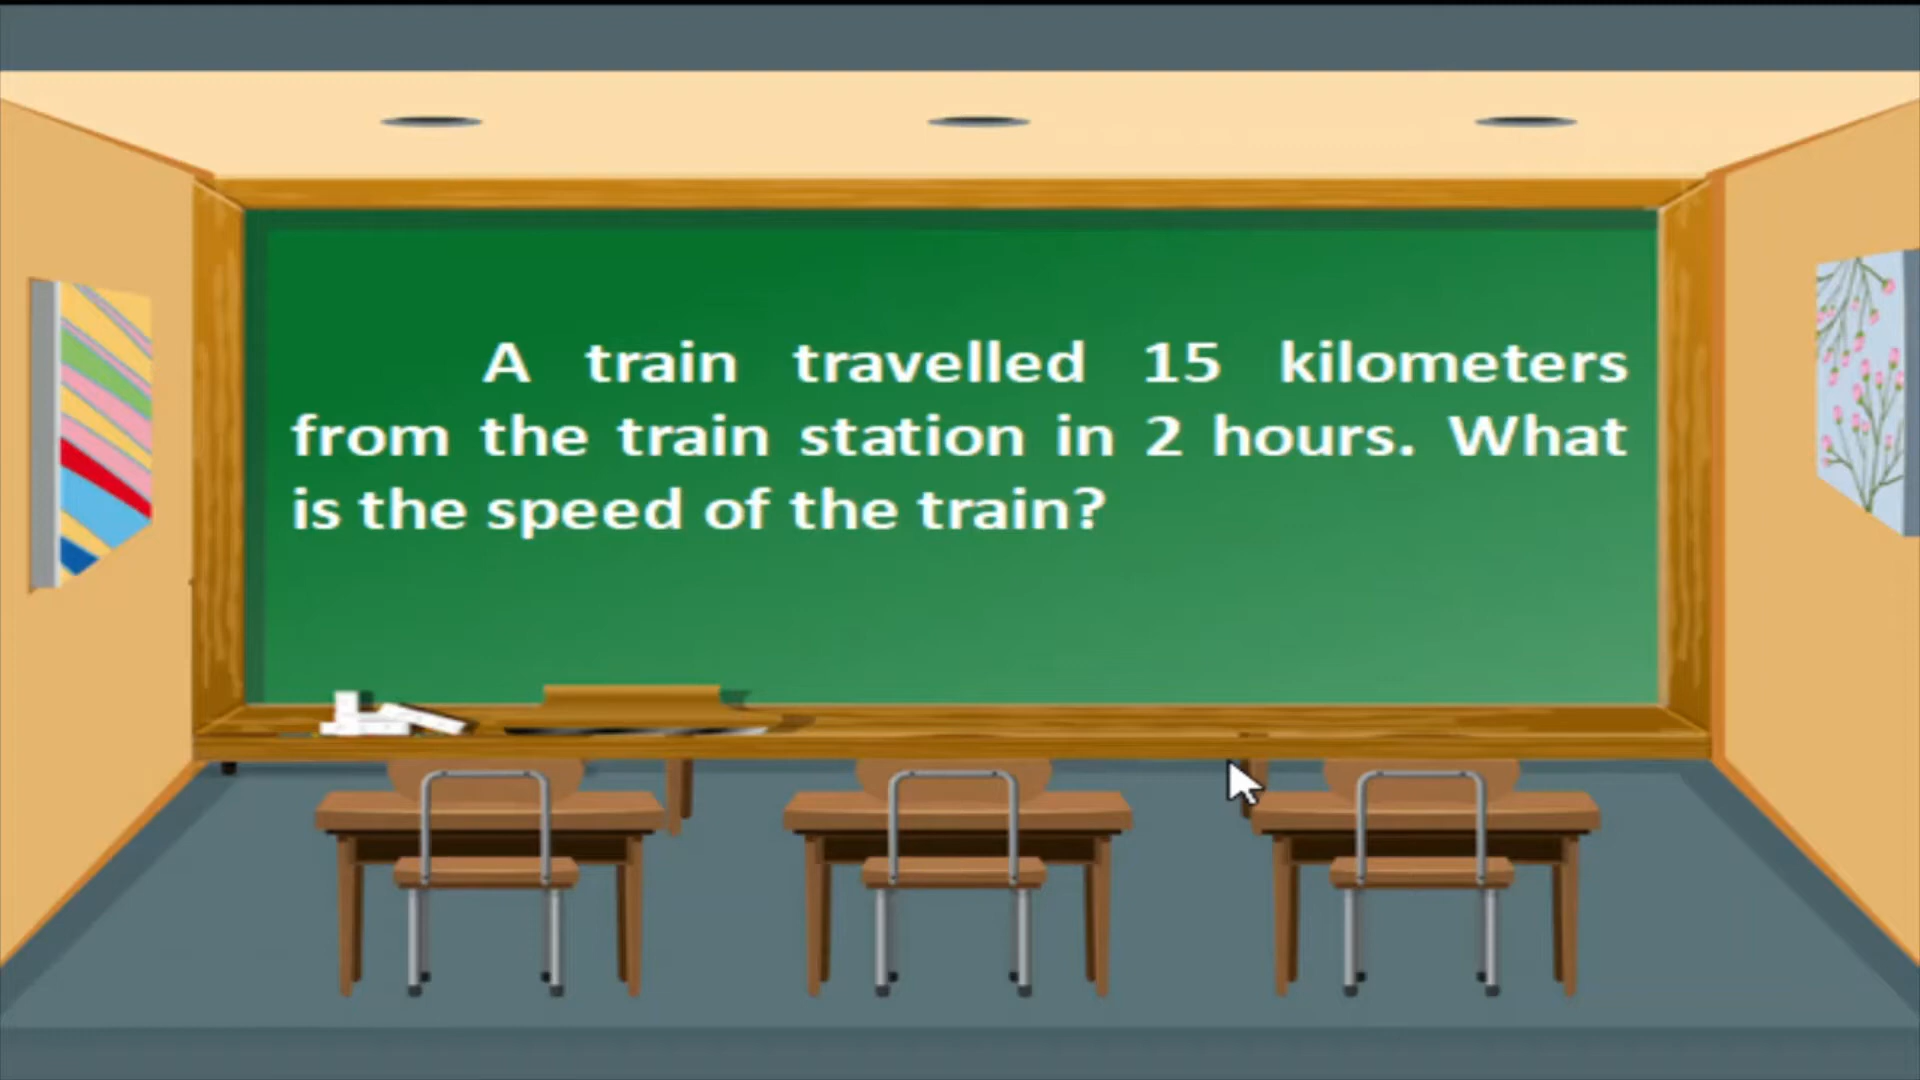 A train travelled 15 kilometers
from the train station in 2 hours. What
is the speed of the train?